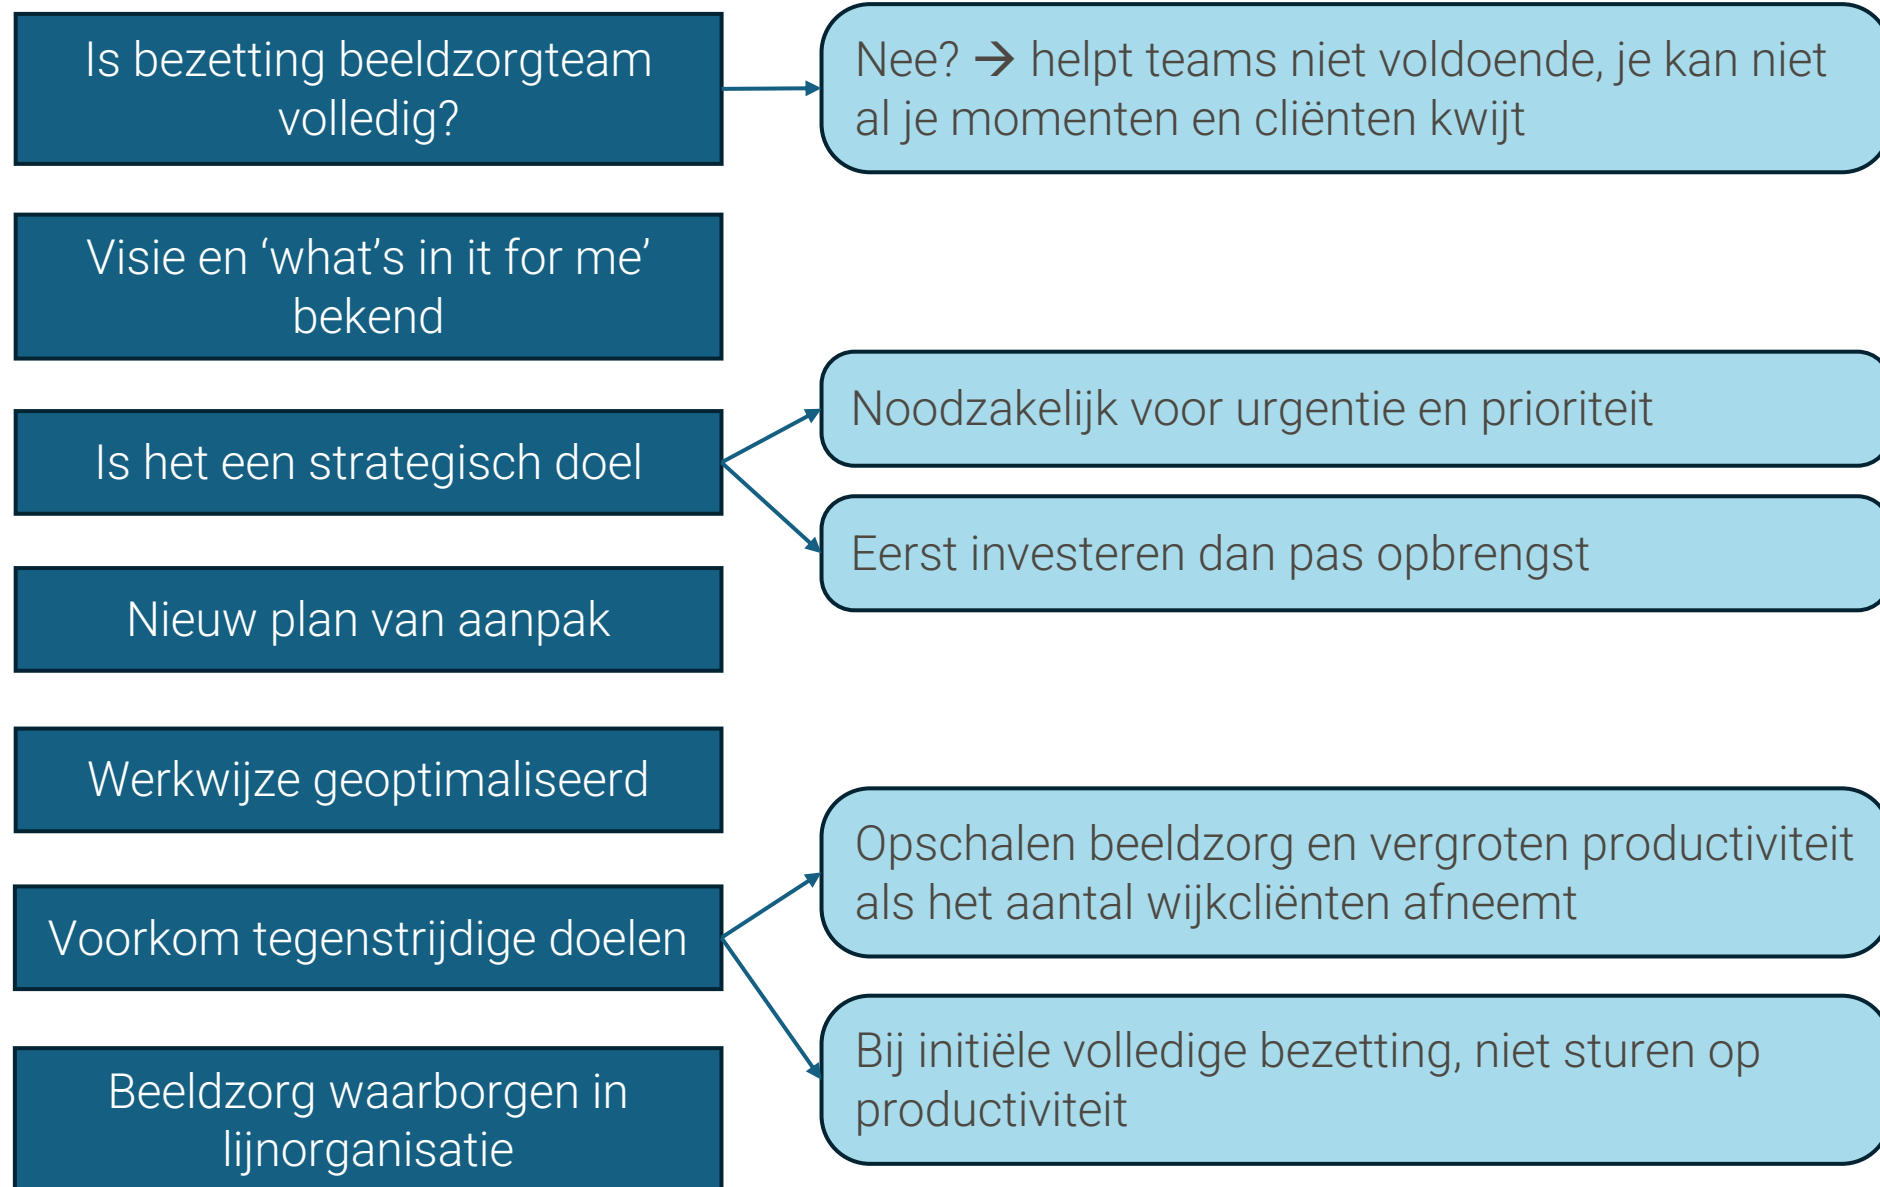 Is bezetting beeldzorgteam
volledig?
Nee? → helpt teams niet voldoende, je kan niet
al je momenten en cliënten kwijt
Visie en ‘what’s in it for me’
bekend
Is het een strategisch doel
Noodzakelijk voor urgentie en prioriteit
Eerst investeren dan pas opbrengst
Nieuw plan van aanpak
Werkwijze geoptimaliseerd
Voorkom tegenstrijdige doelen
Opschalen beeldzorg en vergroten productiviteit
als het aantal wijkcliënten afneemt
Bij initiële volledige bezetting, niet sturen op
productiviteit
Beeldzorg waarborgen in
lijnorganisatie